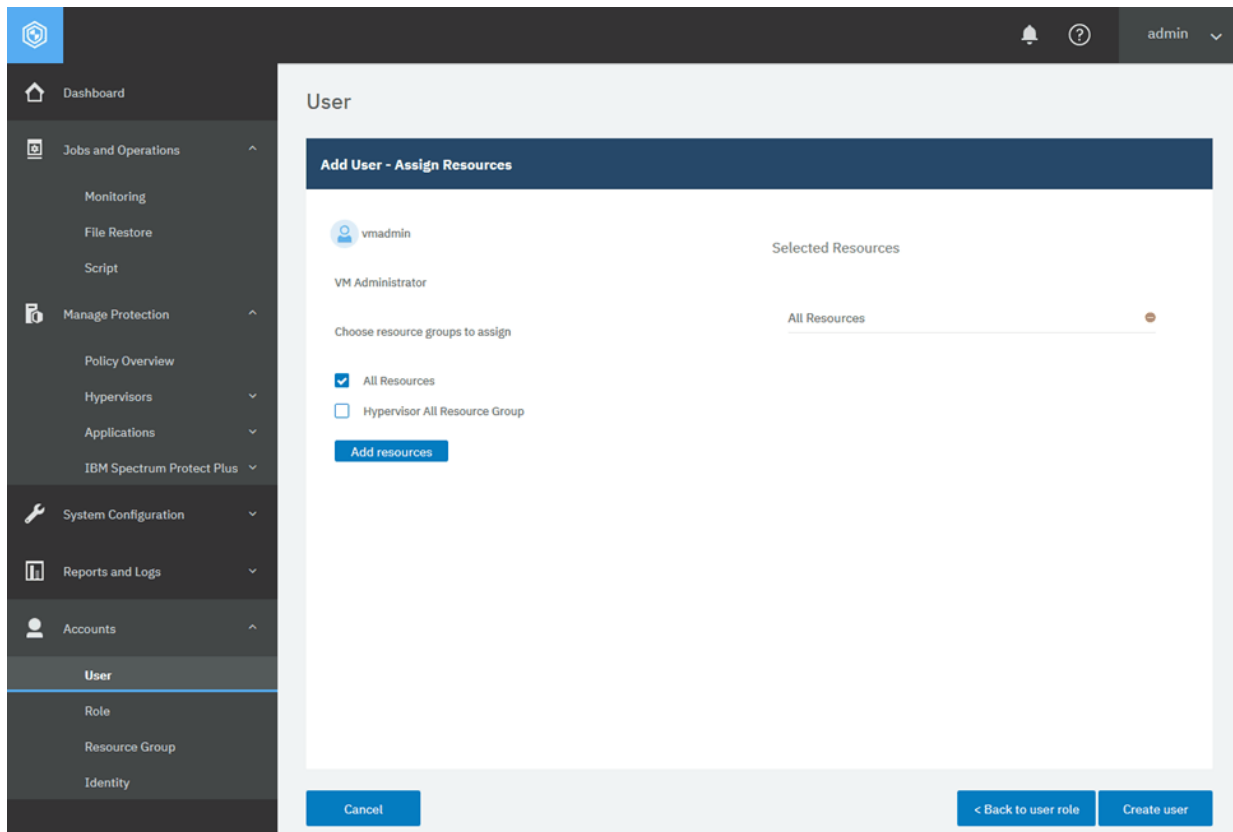 admin
Dashboard
Jobs and Operations
Monitoring
File Restore
Script
Manage Protection
Policy Overview
Hypervisors
Applications
IBM Spectrum Protect Plus
System Configuration
Reports and Logs
Accounts
User
Role
Resource Group
Identity
User
Add User - Assign Resources
vmadmin
VM Administrator
Choose resource groups to assign
All Resources
Hypervisor All Resource Group
Add resources
Selected Resources
All Resources
Cancel
< Back to user role
Create user